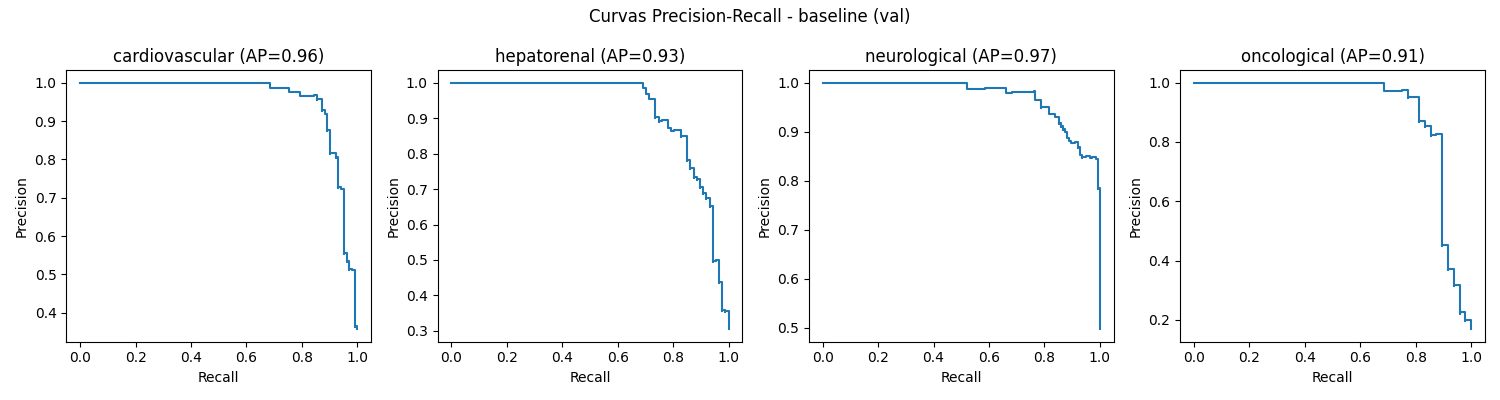 Curvas Precision-Recall - baseline (val)
cardiovascular (AP=0.96)
1.0
0.9
0.8
0.7
0.6
0.5
0.4
Precision
0.0 0.2 0.4 0.6 0.8 1.0
Recall
hepatorenal (AP=0.93)
1.0
0.9
0.8
0.7
0.6
0.5
0.4
0.3
Precision
0.0 0.2 0.4 0.6 0.8 1.0
Recall
neurological (AP=0.97)
1.0
0.9
0.8
0.7
0.6
0.5
Precision
0.0 0.2 0.4 0.6 0.8 1.0
Recall
oncological (AP=0.91)
1.0
0.8
0.6
0.4
0.2
Precision
0.0 0.2 0.4 0.6 0.8 1.0
Recall